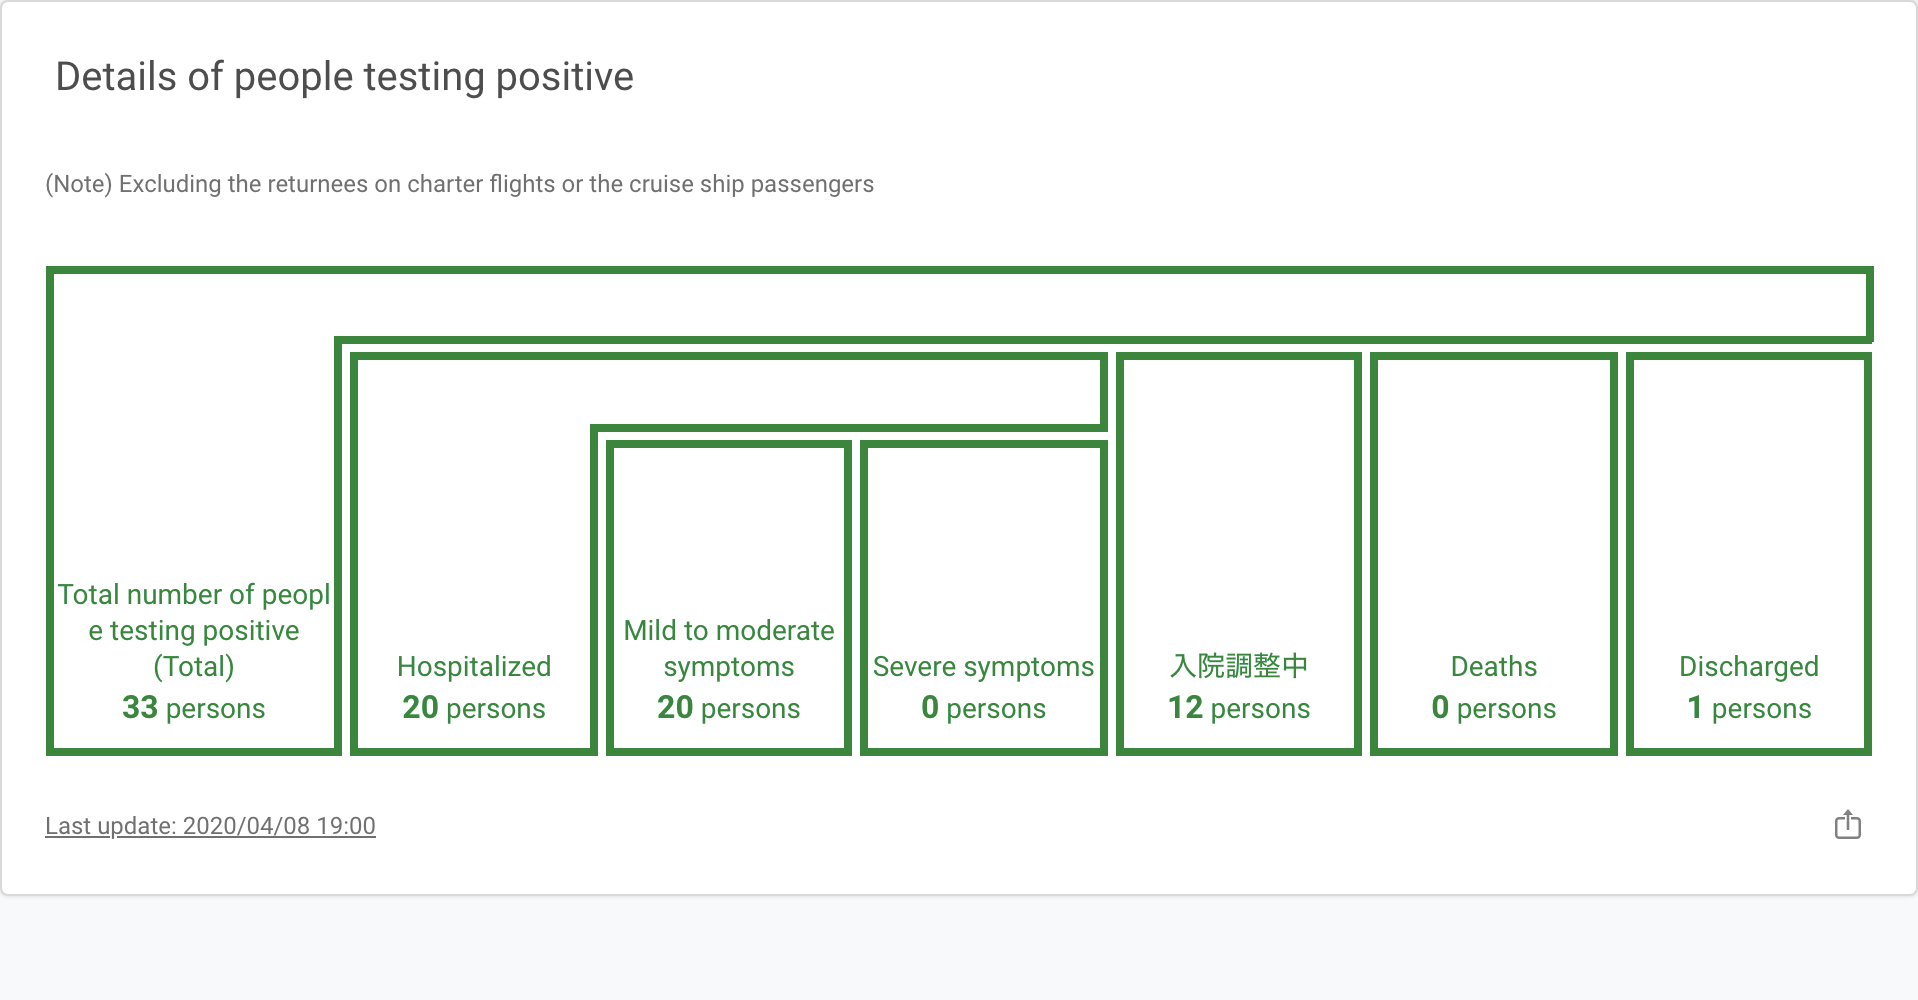 Details of people testing positive
(Note) Excluding the returnees on charter flights or the cruise ship passengers
Total number of peopl
e testing positive
(Total)
33 persons
Hospitalized
20 persons
Mild to moderate
symptoms
20 persons
Severe symptoms
0 persons
入院調整中
12 persons
Deaths
0 persons
Discharged
1 persons
Last update: 2020/04/08 19:00